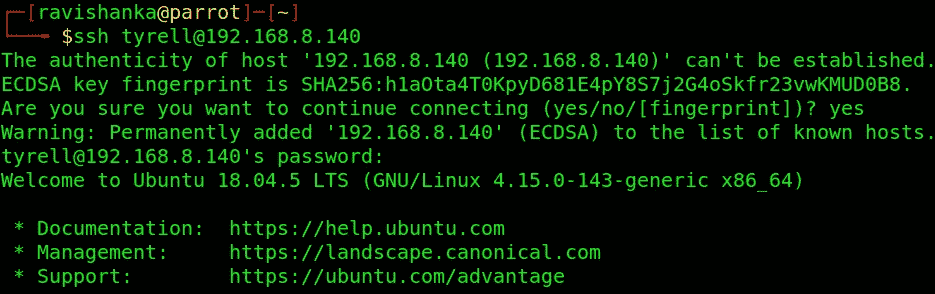 ┌─[ravishanka@parrot]─[~]
└──╼ $ssh tyrell@192.168.8.140
The authenticity of host '192.168.8.140 (192.168.8.140)' can't be established.
ECDSA key fingerprint is SHA256:h1aOta4T0KpyD681E4pY8S7j2G4oSkfr23vwKMUD0B8.
Are you sure you want to continue connecting (yes/no/[fingerprint])? yes
Warning: Permanently added '192.168.8.140' (ECDSA) to the list of known hosts.
tyrell@192.168.8.140's password:
Welcome to Ubuntu 18.04.5 LTS (GNU/Linux 4.15.0-143-generic x86_64)
* Documentation:  https://help.ubuntu.com
* Management:     https://landscape.canonical.com
* Support:        https://ubuntu.com/advantage